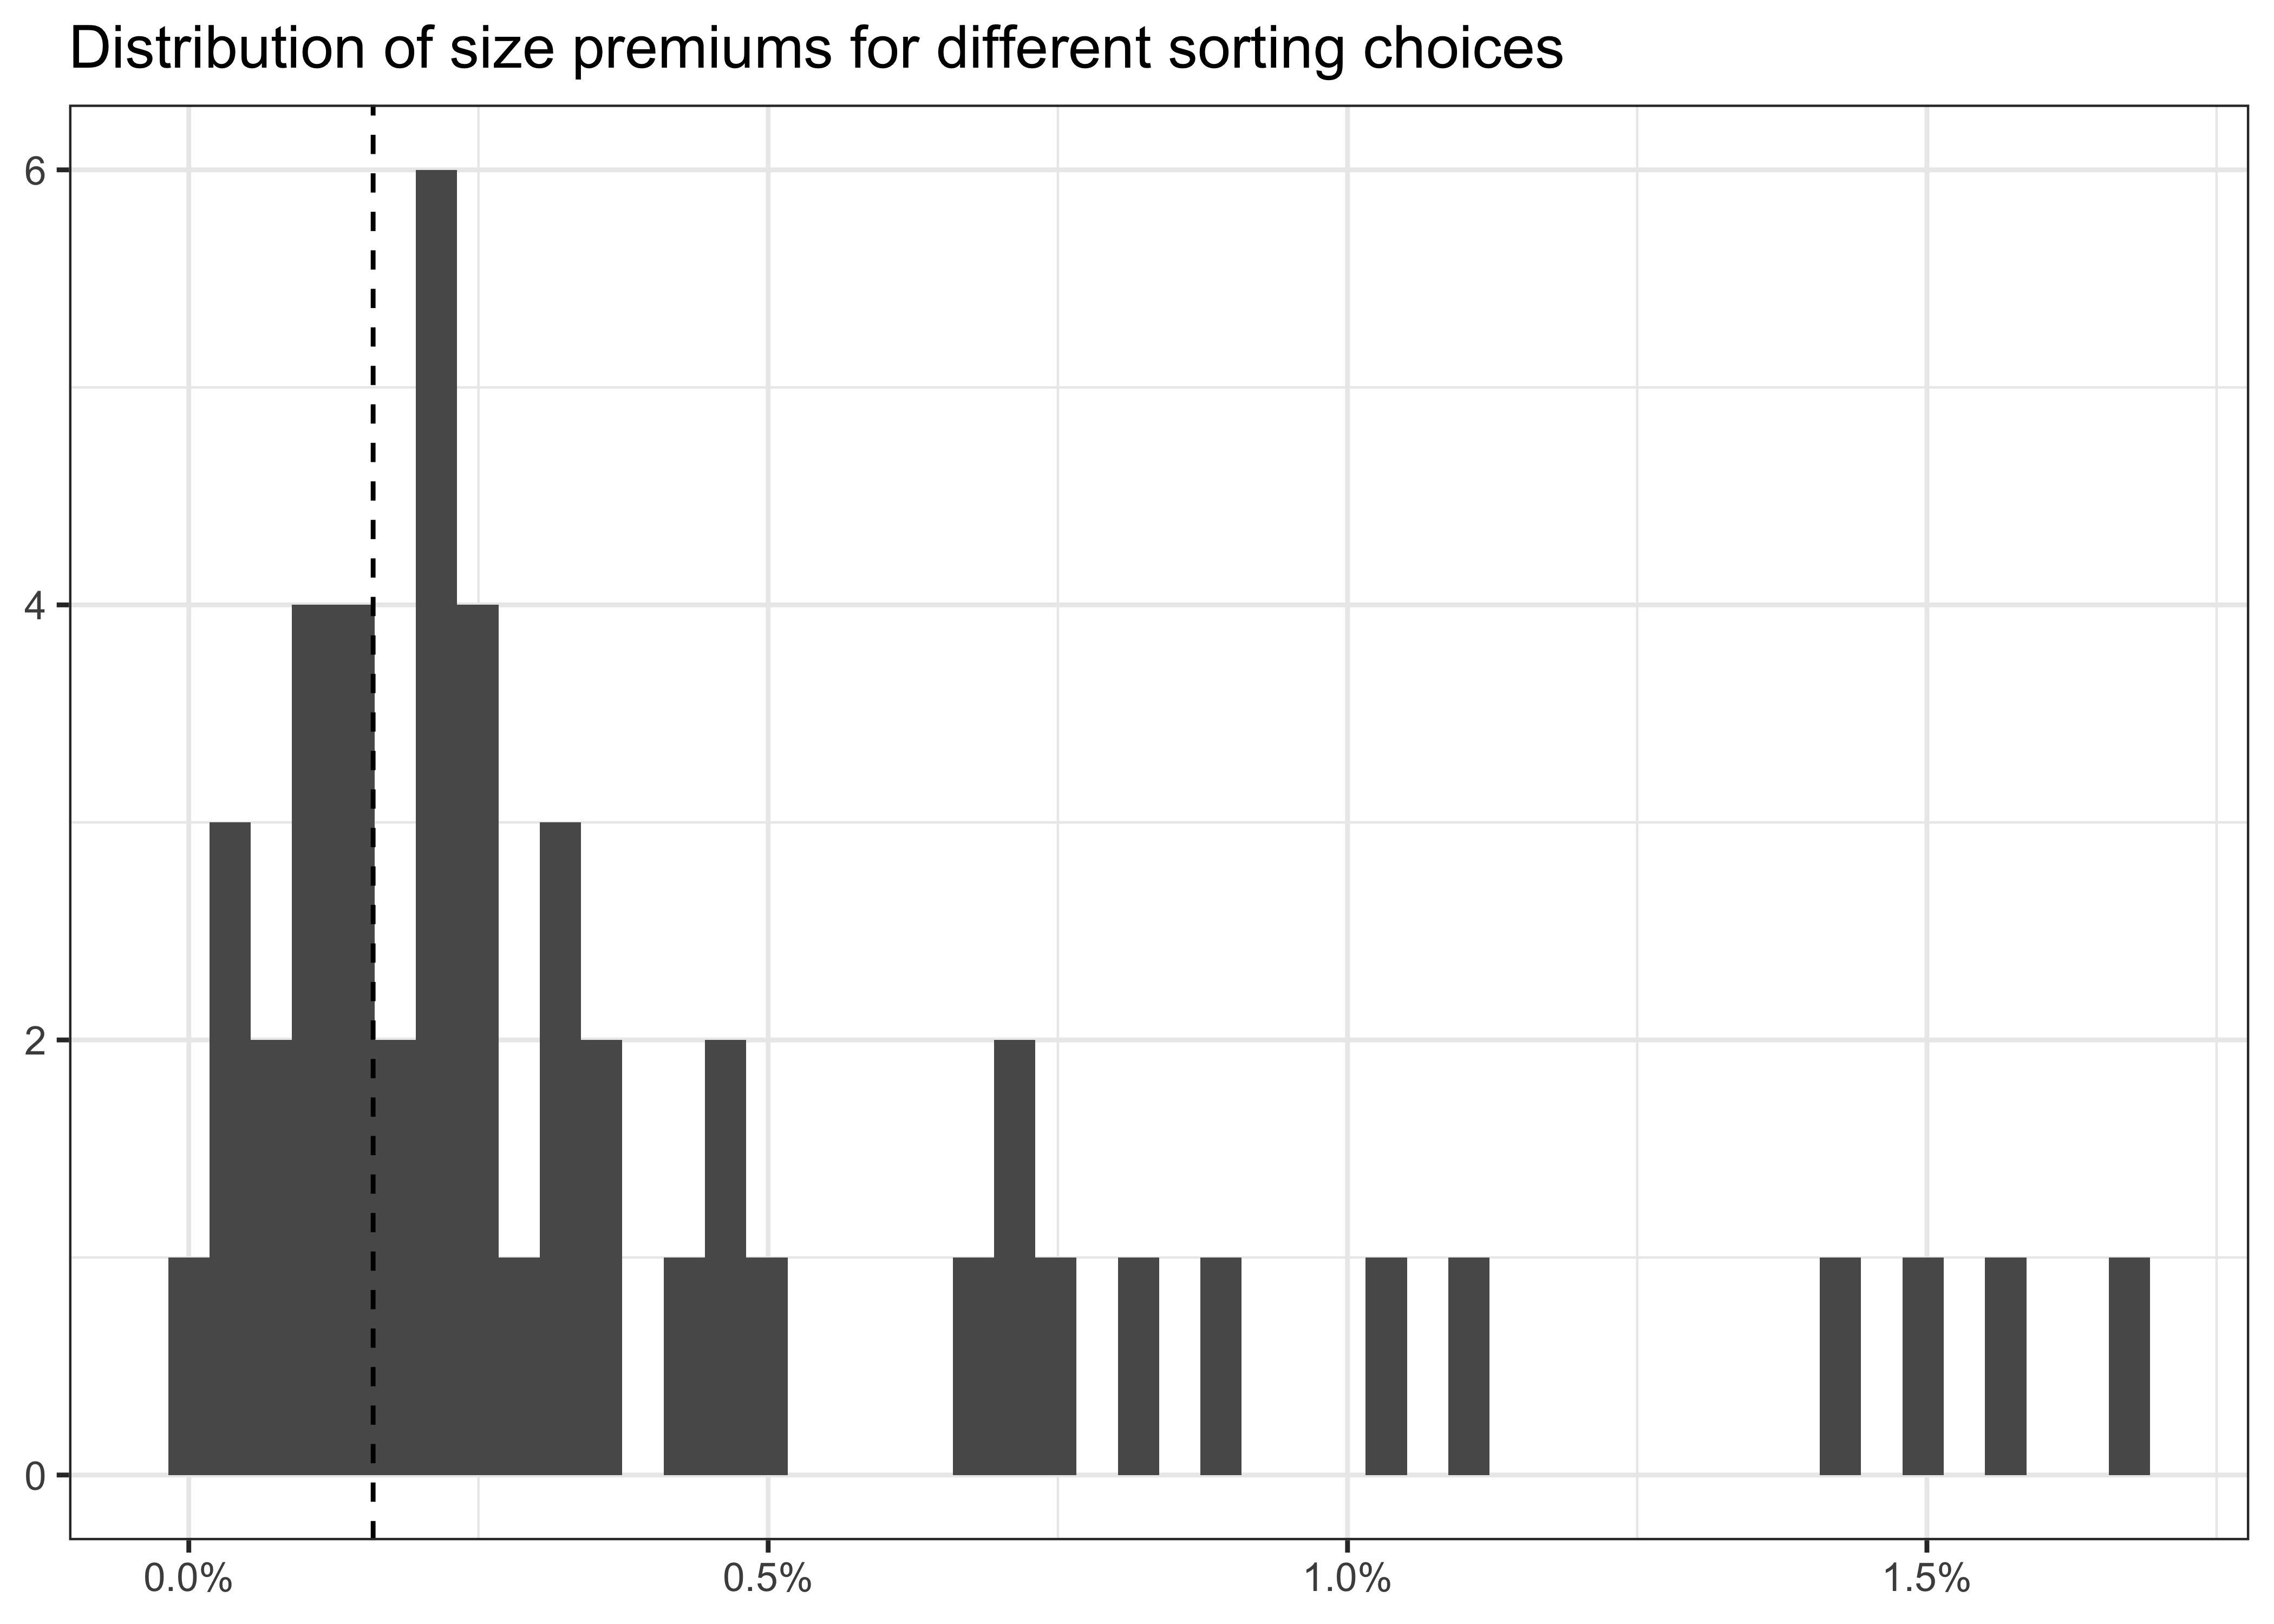 Distribution of size premiums for different sorting choices
6
4
2
0
0.0% 0.5% 1.0% 1.5%